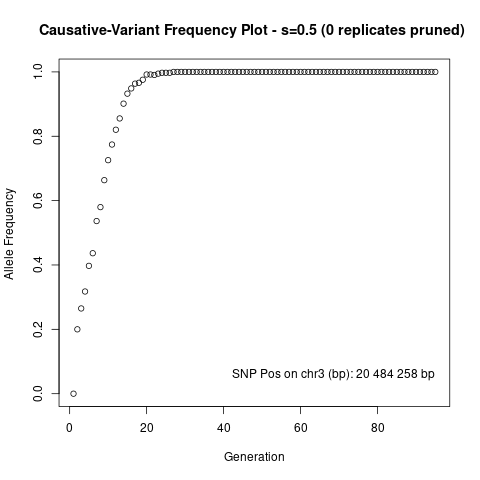 Causative-Variant Frequency Plot - s=0.5 (0 replicates pruned)
Allele Frequency
1.0
0.8
0.6
0.4
0.2
0.0
SNP Pos on chr3 (bp): 20 484 258 bp
0 20 40 60 80
Generation